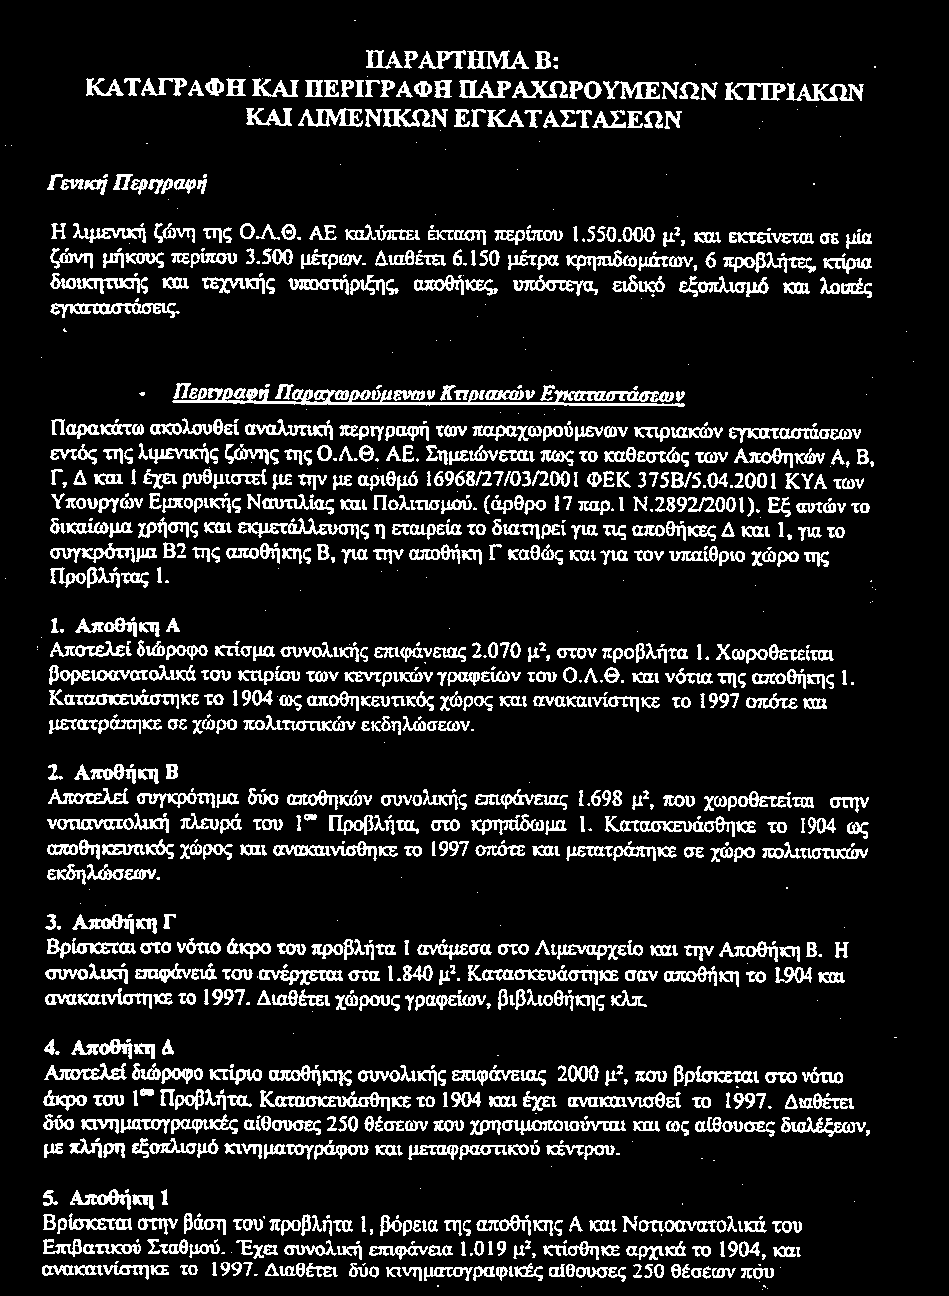 ΠΑΡΑΡΤΗΜΑ Β:
ΚΑΤΑΓΡΑΦΗ ΚΑΙ ΠΕΡΙΓΡΑΦΗ ΠΑΡΑΧΩΡΟΥΜΕΝΩΝ ΚΤΙΡΙΑΚΩΝ
ΚΑΙ ΛΙΜΕΝΙΚΩΝ ΕΓΚΑΤΑΣΤΑΣΕΩΝ
Γενική Περιγραφή
Η λιμενική ζώνη της Ο.Λ.Θ. ΑΕ καλύπτει έκταση περίπου 1.550.000 μ², και εκτείνεται σε μία
ζώνη μήκους περίπου 3.500 μέτρων. Διαθέτει 6.150 μέτρα κρηπιδωμάτων, 6 προβλήτες, κτίρια
διοικητικής και τεχνικής υποστήριξης, αποθήκες, υπόστεγα, ειδικό εξοπλισμό και λοιπές
εγκαταστάσεις.
- Περιγραφή Παραχωρούμενων Κτιριακών Εγκαταστάσεων
Παρακάτω ακολουθεί αναλυτική περιγραφή των παραχωρούμενων κτιριακών εγκαταστάσεων
εντός της λιμενικής ζώνης της Ο.Λ.Θ. ΑΕ. Σημειώνεται πως το καθεστώς των Αποθηκών Α, Β,
Γ, Δ και 1 έχει ρυθμιστεί με την με αριθμό 16968/27/03/2001 ΦΕΚ 375Β/5.04.2001 ΚΥΑ των
Υπουργών Εμπορικής Ναυτιλίας και Πολιτισμού. (άρθρο 17 παρ.1 Ν.2892/2001). Εξ αυτών το
δικαίωμα χρήσης και εκμετάλλευσης η εταιρεία το διατηρεί για τις αποθήκες Δ και 1, για το
συγκρότημα Β2 της αποθήκης Β, για την αποθήκη Γ καθώς και για τον υπαίθριο χώρο της
Προβλήτας 1.
1. Αποθήκη Α
Αποτελεί διώροφο κτίσμα συνολικής επιφάνειας 2.070 μ², στον προβλήτα 1. Χωροθετείται
βορειοανατολικά του κτιρίου των κεντρικών γραφείων του Ο.Λ.Θ. και νότια της αποθήκης 1.
Κατασκευάστηκε το 1904 ως αποθηκευτικός χώρος και ανακαινίστηκε το 1997 οπότε και
μετατράπηκε σε χώρο πολιτιστικών εκδηλώσεων.
2. Αποθήκη Β
Αποτελεί συγκρότημα δύο αποθηκών συνολικής επιφάνειας 1.698 μ², που χωροθετείται στην
νοτιανατολική πλευρά του 1ου Προβλήτα, στο κρηπίδωμα 1. Κατασκευάσθηκε το 1904 ως
αποθηκευτικός χώρος και ανακαινίσθηκε το 1997 οπότε και μετατράπηκε σε χώρο πολιτιστικών
εκδηλώσεων.
3. Αποθήκη Γ
Βρίσκεται στο νότιο άκρο του προβλήτα 1 ανάμεσα στο Λιμεναρχείο και την Αποθήκη Β. Η
συνολική επιφάνειά του ανέρχεται στα 1.840 μ². Κατασκευάστηκε σαν αποθήκη το 1904 και
ανακαινίστηκε το 1997. Διαθέτει χώρους γραφείων, βιβλιοθήκης κλπ.
4. Αποθήκη Δ
Αποτελεί διώροφο κτίριο αποθήκης συνολικής επιφάνειας 2000 μ², που βρίσκεται στο νότιο
άκρο του 1ου Προβλήτα. Κατασκευάσθηκε το 1904 και έχει ανακαινισθεί το 1997. Διαθέτει
δύο κινηματογραφικές αίθουσες 250 θέσεων που χρησιμοποιούνται και ως αίθουσες διαλέξεων,
με πλήρη εξοπλισμό κινηματογράφου και μεταφραστικού κέντρου.
5. Αποθήκη 1
Βρίσκεται στην βάση του προβλήτα 1, βόρεια της αποθήκης Α και Νοτιοανατολικά του
Επιβατικού Σταθμού. Έχει συνολική επιφάνεια 1.019 μ², κτίσθηκε αρχικά το 1904, και
ανακαινίστηκε το 1997. Διαθέτει δύο κινηματογραφικές αίθουσες 250 θέσεων που